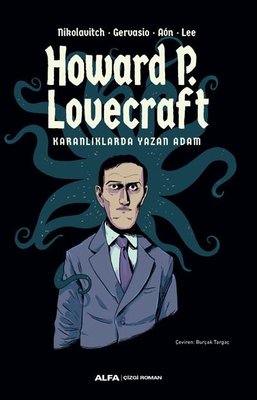 Nikolavitch · Gervasio · Aón · Lee
Howard P.
Lovecraft
KARANLIKLARDA YAZAN ADAM
Çeviren: Burçak Targaç
ALFA | ÇİZGİ ROMAN